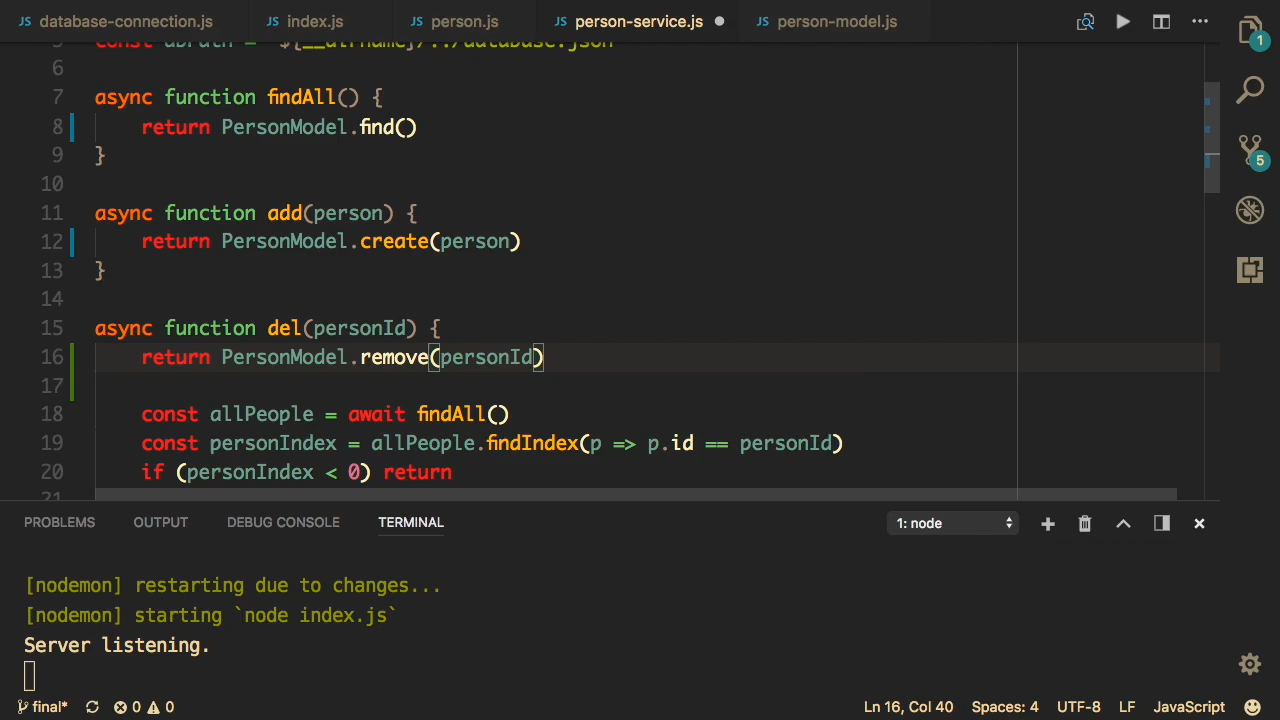 JS database-connection.js JS index.js JS person.js JS person-service.js JS person-model.js
6
7 async function findAll() {
8 return PersonModel.find()
9 }
10
11 async function add(person) {
12 return PersonModel.create(person)
13 }
14
15 async function del(personId) {
16 return PersonModel.remove(personId)
17
18 const allPeople = await findAll()
19 const personIndex = allPeople.findIndex(p => p.id == personId)
20 if (personIndex < 0) return
1
5
PROBLEMS OUTPUT DEBUG CONSOLE TERMINAL 1: node
[nodemon] restarting due to changes...
[nodemon] starting `node index.js`
Server listening.
final* 0 0 Ln 16, Col 40 Spaces: 4 UTF-8 LF JavaScript